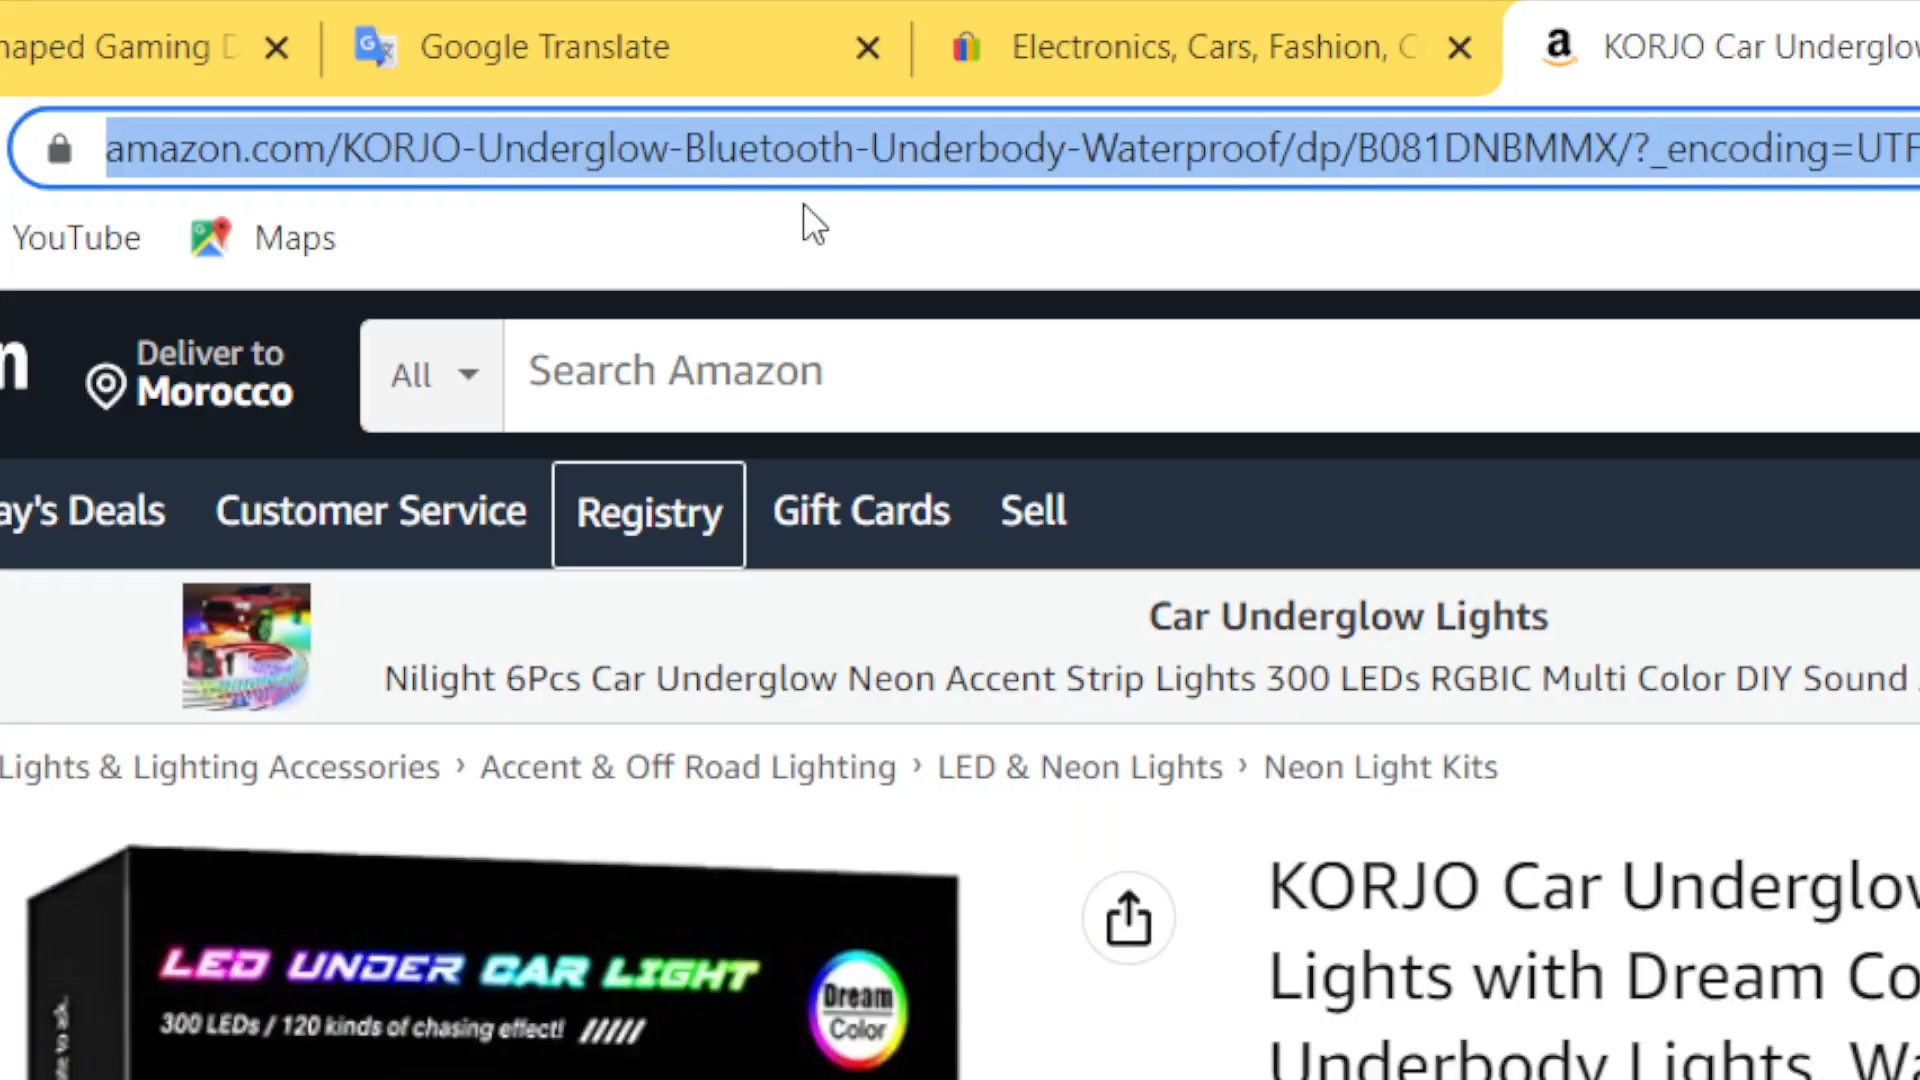 haped Gaming D
Google Translate
Electronics, Cars, Fashion, C
KORJO Car Underglow
amazon.com/KORJO-Underglow-Bluetooth-Underbody-Waterproof/dp/B081DNBMMX/?_encoding=UTF
YouTube
Maps
n
Deliver to
Morocco
All
Search Amazon
ay's Deals
Customer Service
Registry
Gift Cards
Sell
Car Underglow Lights
Nilight 6Pcs Car Underglow Neon Accent Strip Lights 300 LEDs RGBIC Multi Color DIY Sound
Lights & Lighting Accessories › Accent & Off Road Lighting › LED & Neon Lights › Neon Light Kits
LED UNDER CAR LIGHT
300 LEDs / 120 kinds of chasing effect! /////
Dream
Color
KORJO Car Underglow
Lights with Dream Co
Underbody Lights, Wa